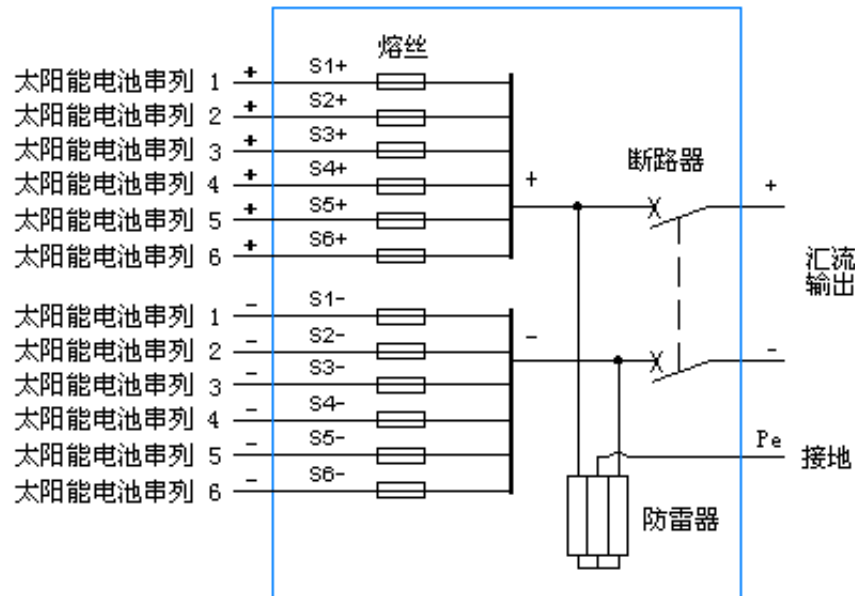 熔丝
太阳能电池串列 1 + S1+
太阳能电池串列 2 + S2+
太阳能电池串列 3 + S3+
太阳能电池串列 4 + S4+
太阳能电池串列 5 + S5+
太阳能电池串列 6 + S6+
+
断路器
+
汇流
输出
太阳能电池串列 1 - S1-
太阳能电池串列 2 - S2-
太阳能电池串列 3 - S3-
太阳能电池串列 4 - S4-
太阳能电池串列 5 - S5-
太阳能电池串列 6 - S6-
-
-
Pe 接地
防雷器